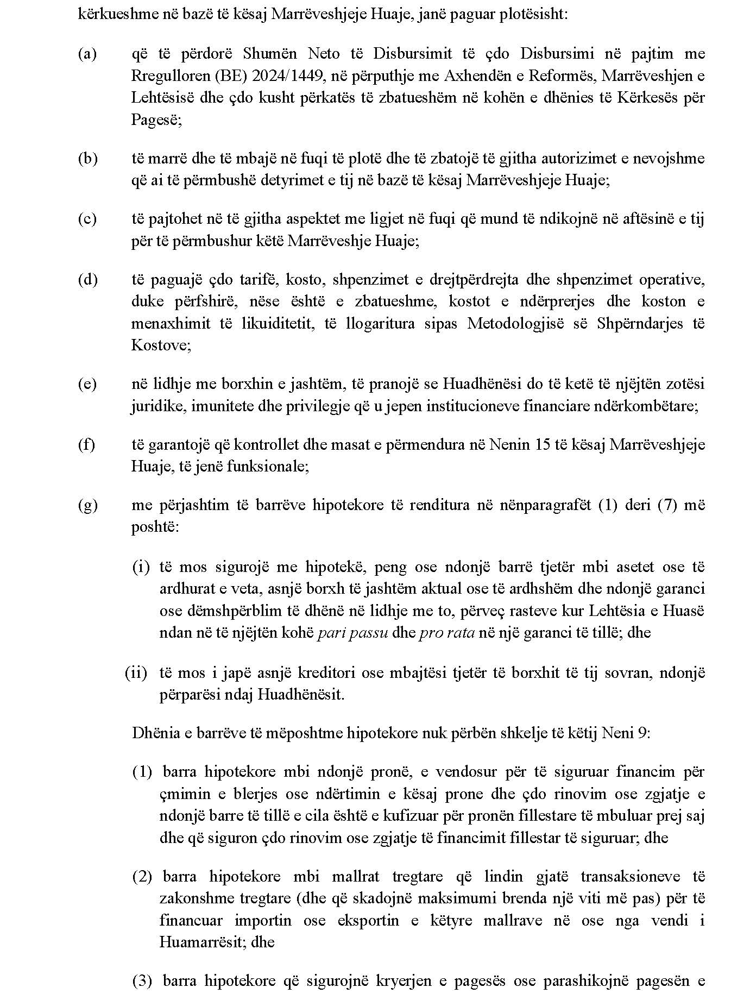 kërkueshme në bazë të kësaj Marrëveshjeje Huaje, janë paguar plotësisht:
(a) që të përdorë Shumën Neto të Disbursimit të çdo Disbursimi në pajtim me
Rregulloren (BE) 2024/1449, në përputhje me Axhendën e Reformës, Marrëveshjen e
Lehtësisë dhe çdo kusht përkatës të zbatueshëm në kohën e dhënies të Kërkesës për
Pagesë;
(b) të marrë dhe të mbajë në fuqi të plotë dhe të zbatojë të gjitha autorizimet e nevojshme
që ai të përmbushë detyrimet e tij në bazë të kësaj Marrëveshjeje Huaje;
(c) të pajtohet në të gjitha aspektet me ligjet në fuqi që mund të ndikojnë në aftësinë e tij
për të përmbushur këtë Marrëveshje Huaje;
(d) të paguajë çdo tarifë, kosto, shpenzimet e drejtpërdrejta dhe shpenzimet operative,
duke përfshirë, nëse është e zbatueshme, kostot e ndërprerjes dhe koston e
menaxhimit të likuiditetit, të llogaritura sipas Metodologjisë së Shpërndarjes të
Kostove;
(e) në lidhje me borxhin e jashtëm, të pranojë se Huadhënësi do të ketë të njëjtën zotësi
juridike, imunitete dhe privilegje që u jepen institucioneve financiare ndërkombëtare;
(f) të garantojë që kontrollet dhe masat e përmendura në Nenin 15 të kësaj Marrëveshjeje
Huaje, të jenë funksionale;
(g) me përjashtim të barrëve hipotekore të renditura në nënparagrafët (1) deri (7) më
poshtë:
(i) të mos sigurojë me hipotekë, peng ose ndonjë barrë tjetër mbi asetet ose të
ardhurat e veta, asnjë borxh të jashtëm aktual ose të ardhshëm dhe ndonjë garanci
ose dëmshpërblim të dhënë në lidhje me to, përveç rasteve kur Lehtësia e Huasë
ndan në të njëjtën kohë pari passu dhe pro rata në një garanci të tillë; dhe
(ii) të mos i japë asnjë kreditori ose mbajtësi tjetër të borxhit të tij sovran, ndonjë
përparësi ndaj Huadhënësit.
Dhënia e barrëve të mëposhtme hipotekore nuk përbën shkelje të këtij Neni 9:
(1) barra hipotekore mbi ndonjë pronë, e vendosur për të siguruar financim për
çmimin e blerjes ose ndërtimin e kësaj prone dhe çdo rinovim ose zgjatje e
ndonjë barre të tillë e cila është e kufizuar për pronën fillestare të mbuluar prej saj
dhe që siguron çdo rinovim ose zgjatje të financimit fillestar të siguruar; dhe
(2) barra hipotekore mbi mallrat tregtare që lindin gjatë transaksioneve të
zakonshme tregtare (dhe që skadojnë maksimumi brenda një viti më pas) për të
financuar importin ose eksportin e këtyre mallrave në ose nga vendi i
Huamarrësit; dhe
(3) barra hipotekore që sigurojnë kryerjen e pagesës ose parashikojnë pagesën e